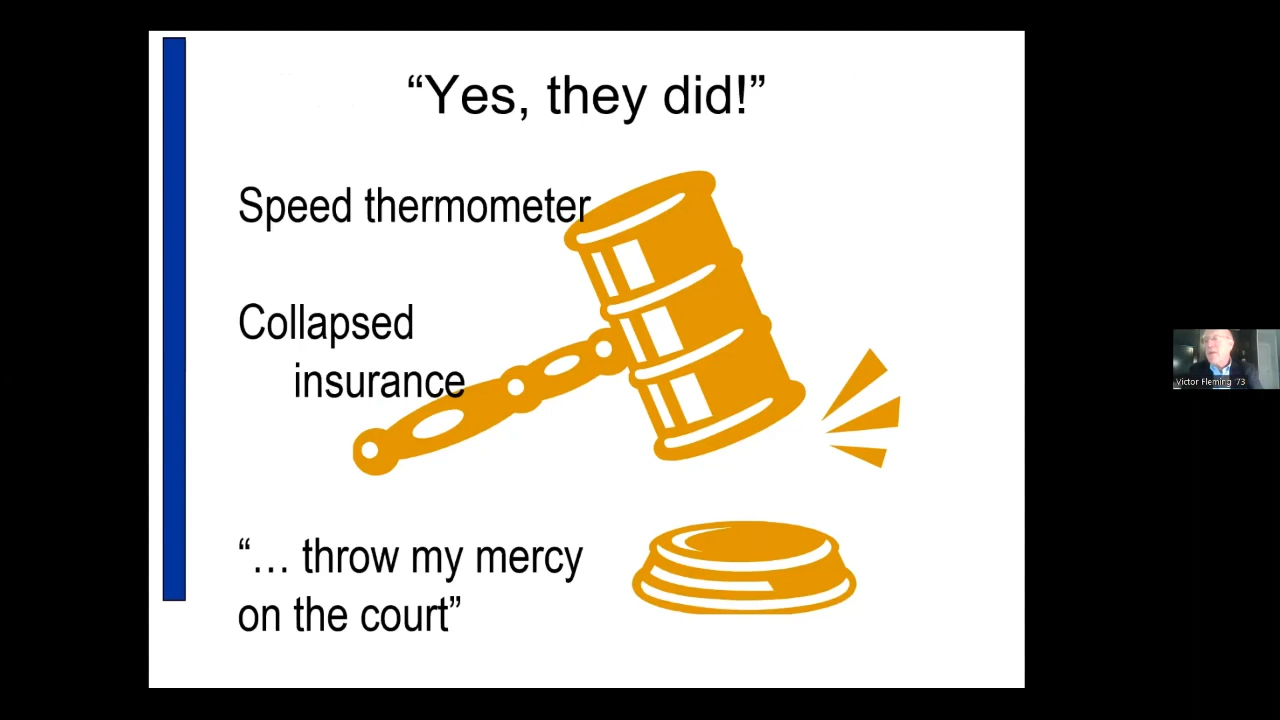 “Yes, they did!”
Speed thermometer
Collapsed
insurance
“… throw my mercy
on the court”
Victor Fleming '73